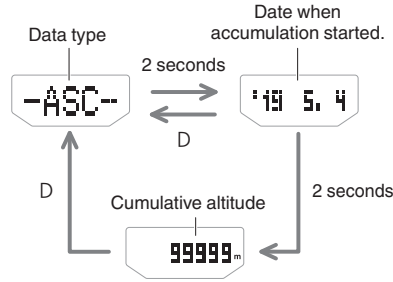 Date when
accumulation started.
Data type
2 seconds
-ASC-
'19 5. 4
D
D
2 seconds
Cumulative altitude
99999m